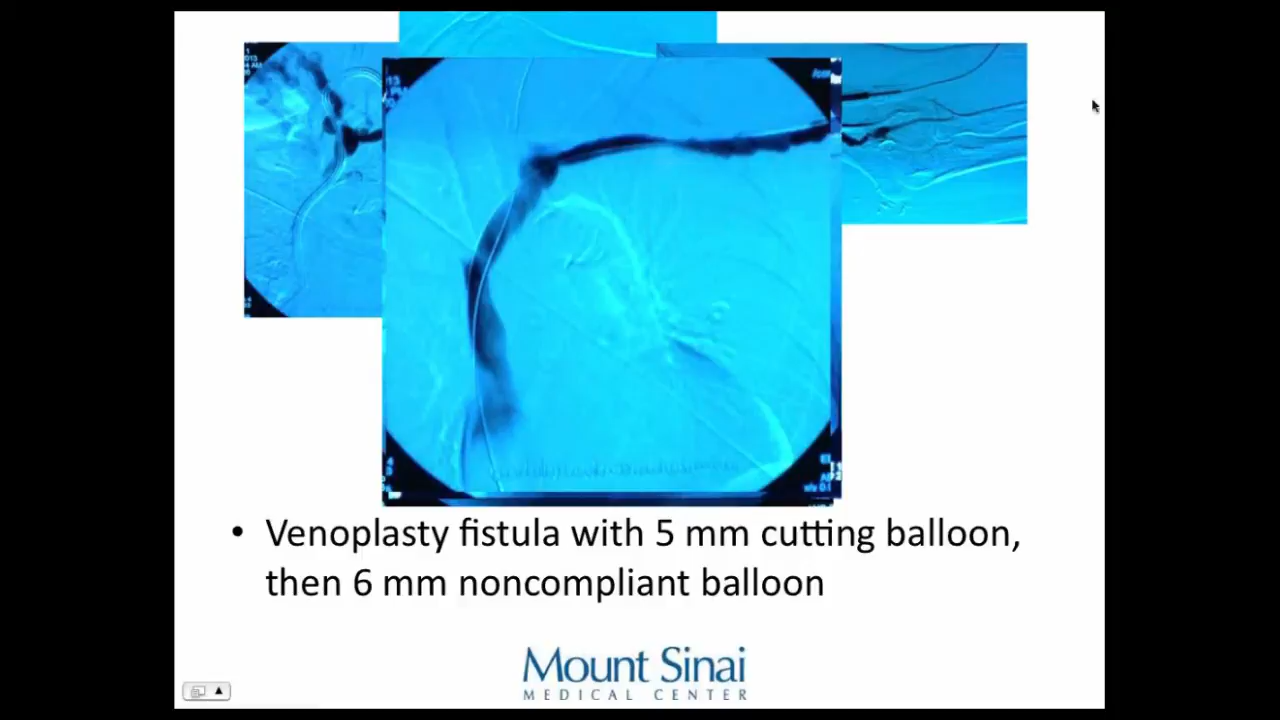 • Venoplasty fistula with 5 mm cutting balloon,
then 6 mm noncompliant balloon
Mount Sinai
MEDICAL CENTER